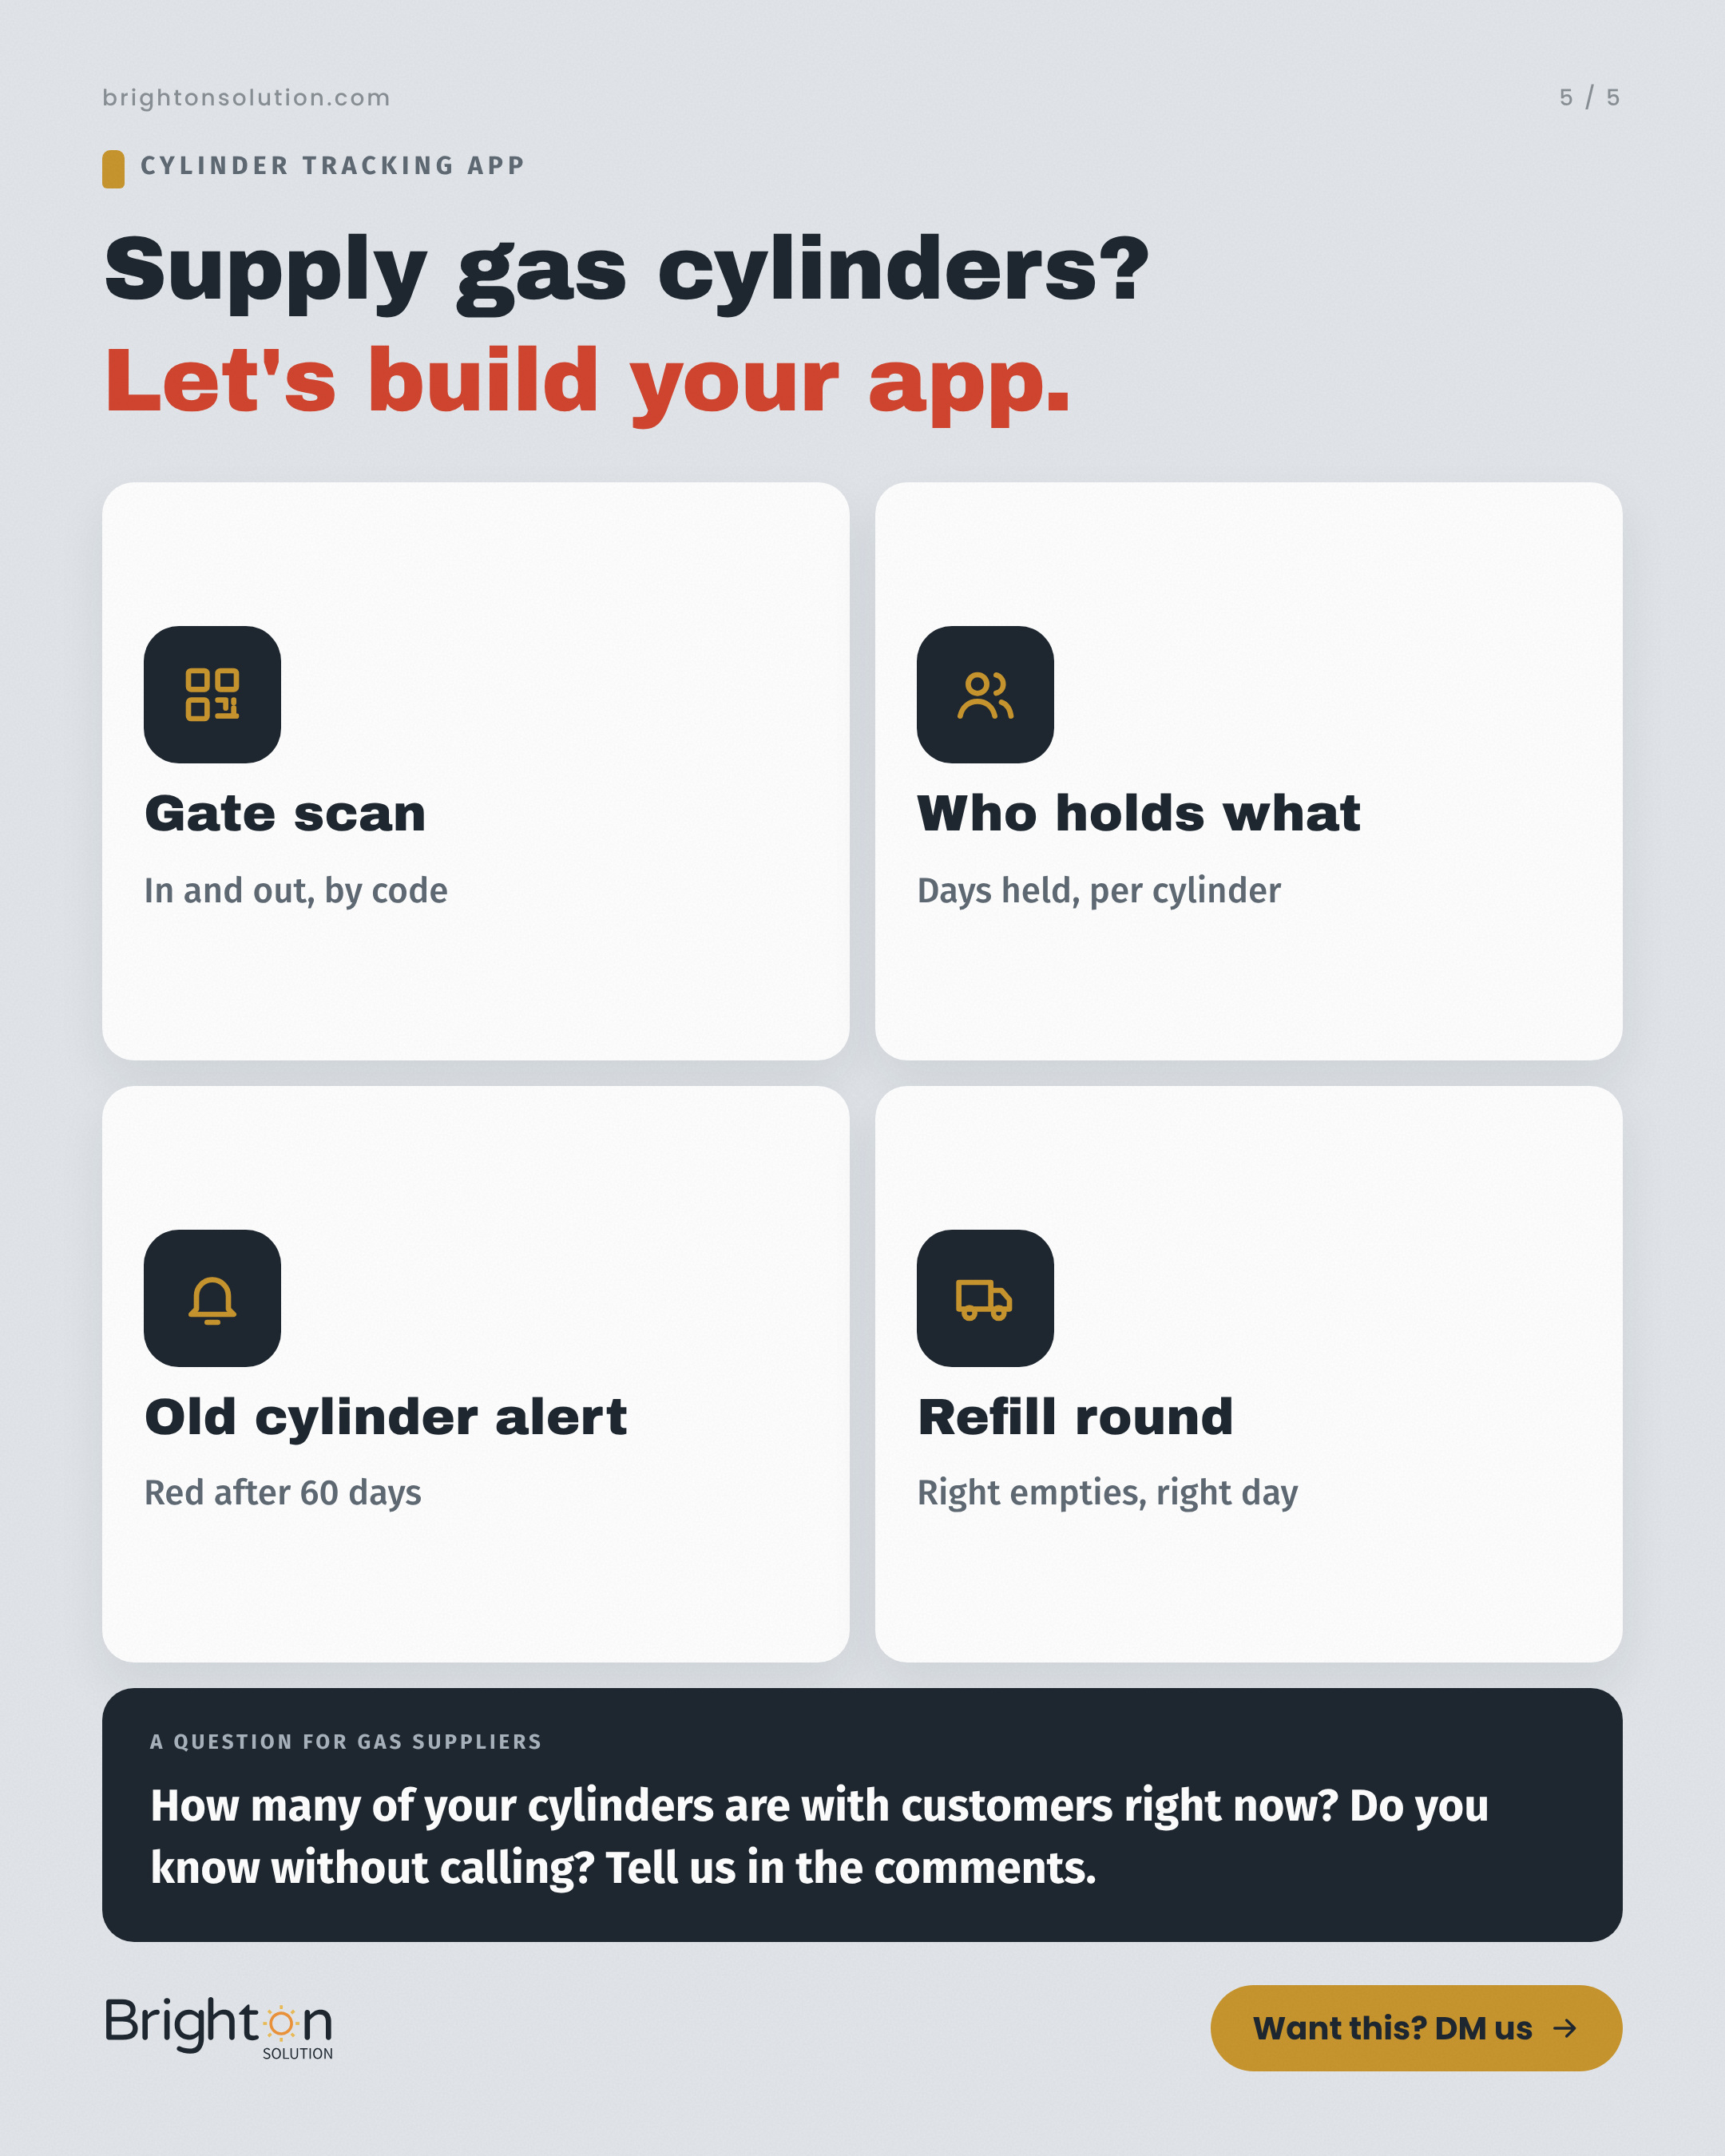 brightonsolution.com
5 / 5
CYLINDER TRACKING APP
Supply gas cylinders?
Let's build your app.
Gate scan
In and out, by code
Who holds what
Days held, per cylinder
Old cylinder alert
Red after 60 days
Refill round
Right empties, right day
A QUESTION FOR GAS SUPPLIERS
How many of your cylinders are with customers right now? Do you
know without calling? Tell us in the comments.
Brighton
SOLUTION
Want this? DM us →